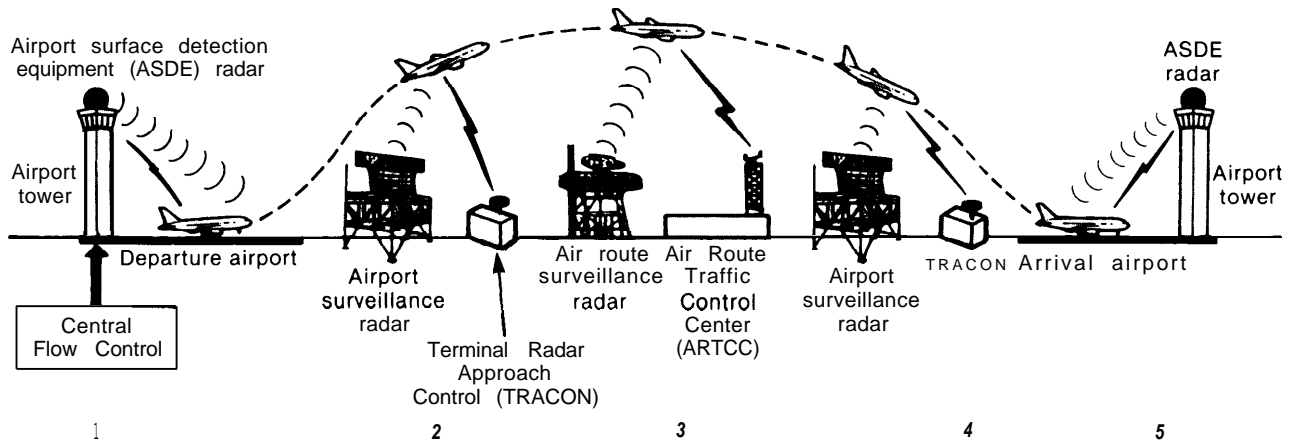 Airport surface detection
equipment (ASDE) radar
ASDE
radar
Airport
tower
Airport
tower
Departure airport
Airport
surveillance
radar
Air route
surveillance
radar
Air Route
Traffic
Control
Center
(ARTCC)
Airport
surveillance
radar
TRACON
Arrival airport
Central
Flow Control
Terminal Radar
Approach
Control (TRACON)
1
2
3
4
5